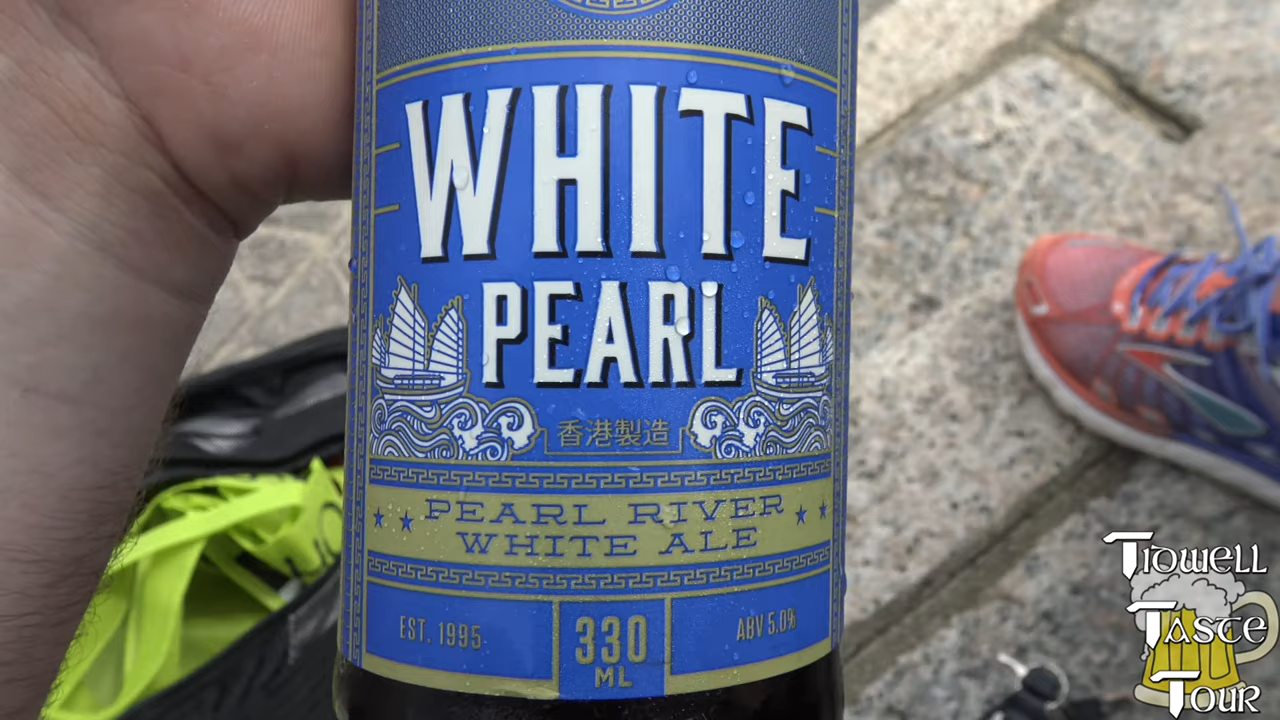 WHITE
PEARL
香港製造
PEARL RIVER
WHITE ALE
EST. 1995
330
ML
ABV 5.0%
TIDWELL
TASTE
TOUR